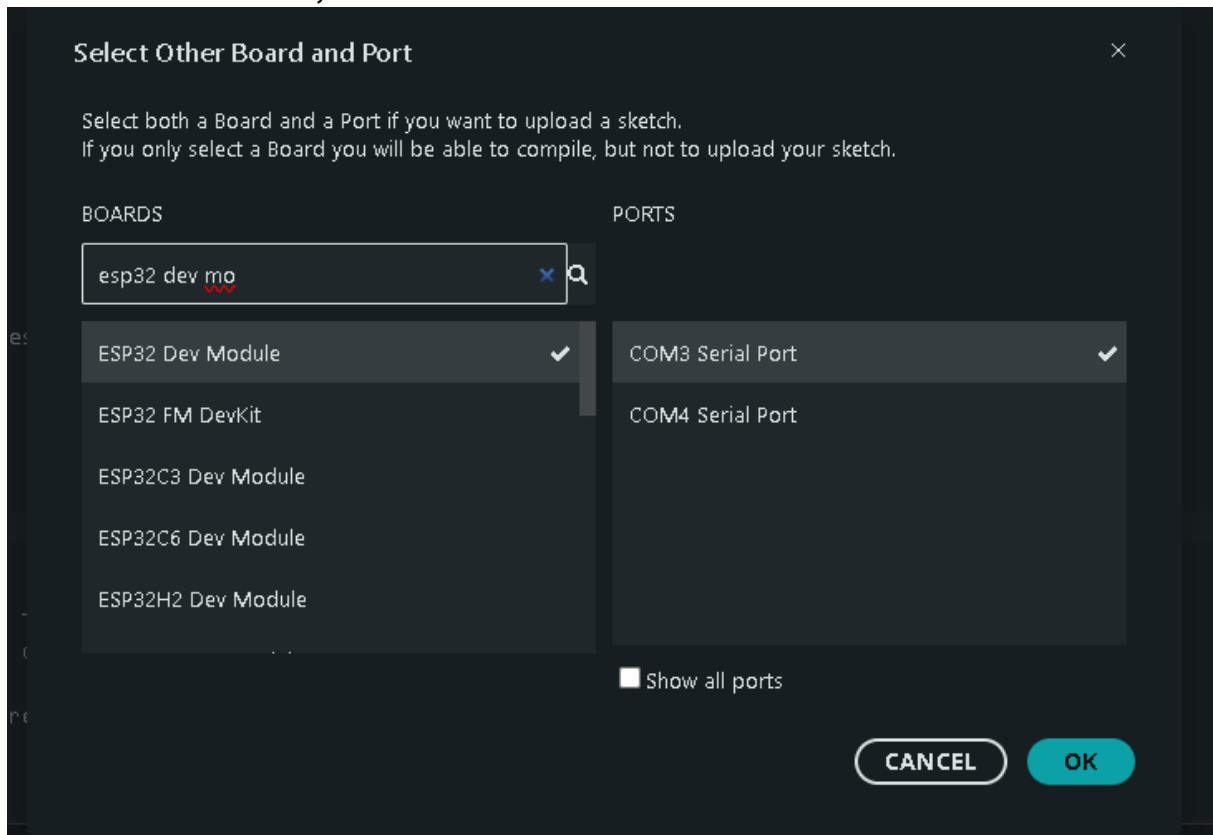 Select Other Board and Port
Select both a Board and a Port if you want to upload a sketch.
If you only select a Board you will be able to compile, but not to upload your sketch.
BOARDS
PORTS
esp32 dev mo
ESP32 Dev Module
COM3 Serial Port
ESP32 FM DevKit
COM4 Serial Port
ESP32C3 Dev Module
ESP32C6 Dev Module
ESP32H2 Dev Module
Show all ports
CANCEL
OK